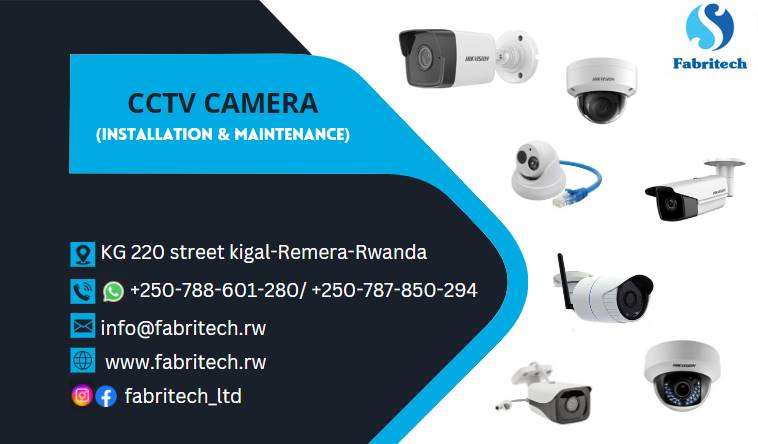 CCTV CAMERA
(INSTALLATION & MAINTENANCE)
KG 220 street kigal-Remera-Rwanda
+250-788-601-280/ +250-787-850-294
info@fabritech.rw
www.fabritech.rw
fabritech_ltd
Fabritech
HIKVISION
HIKVISION
HIKVISION
HIKVISION